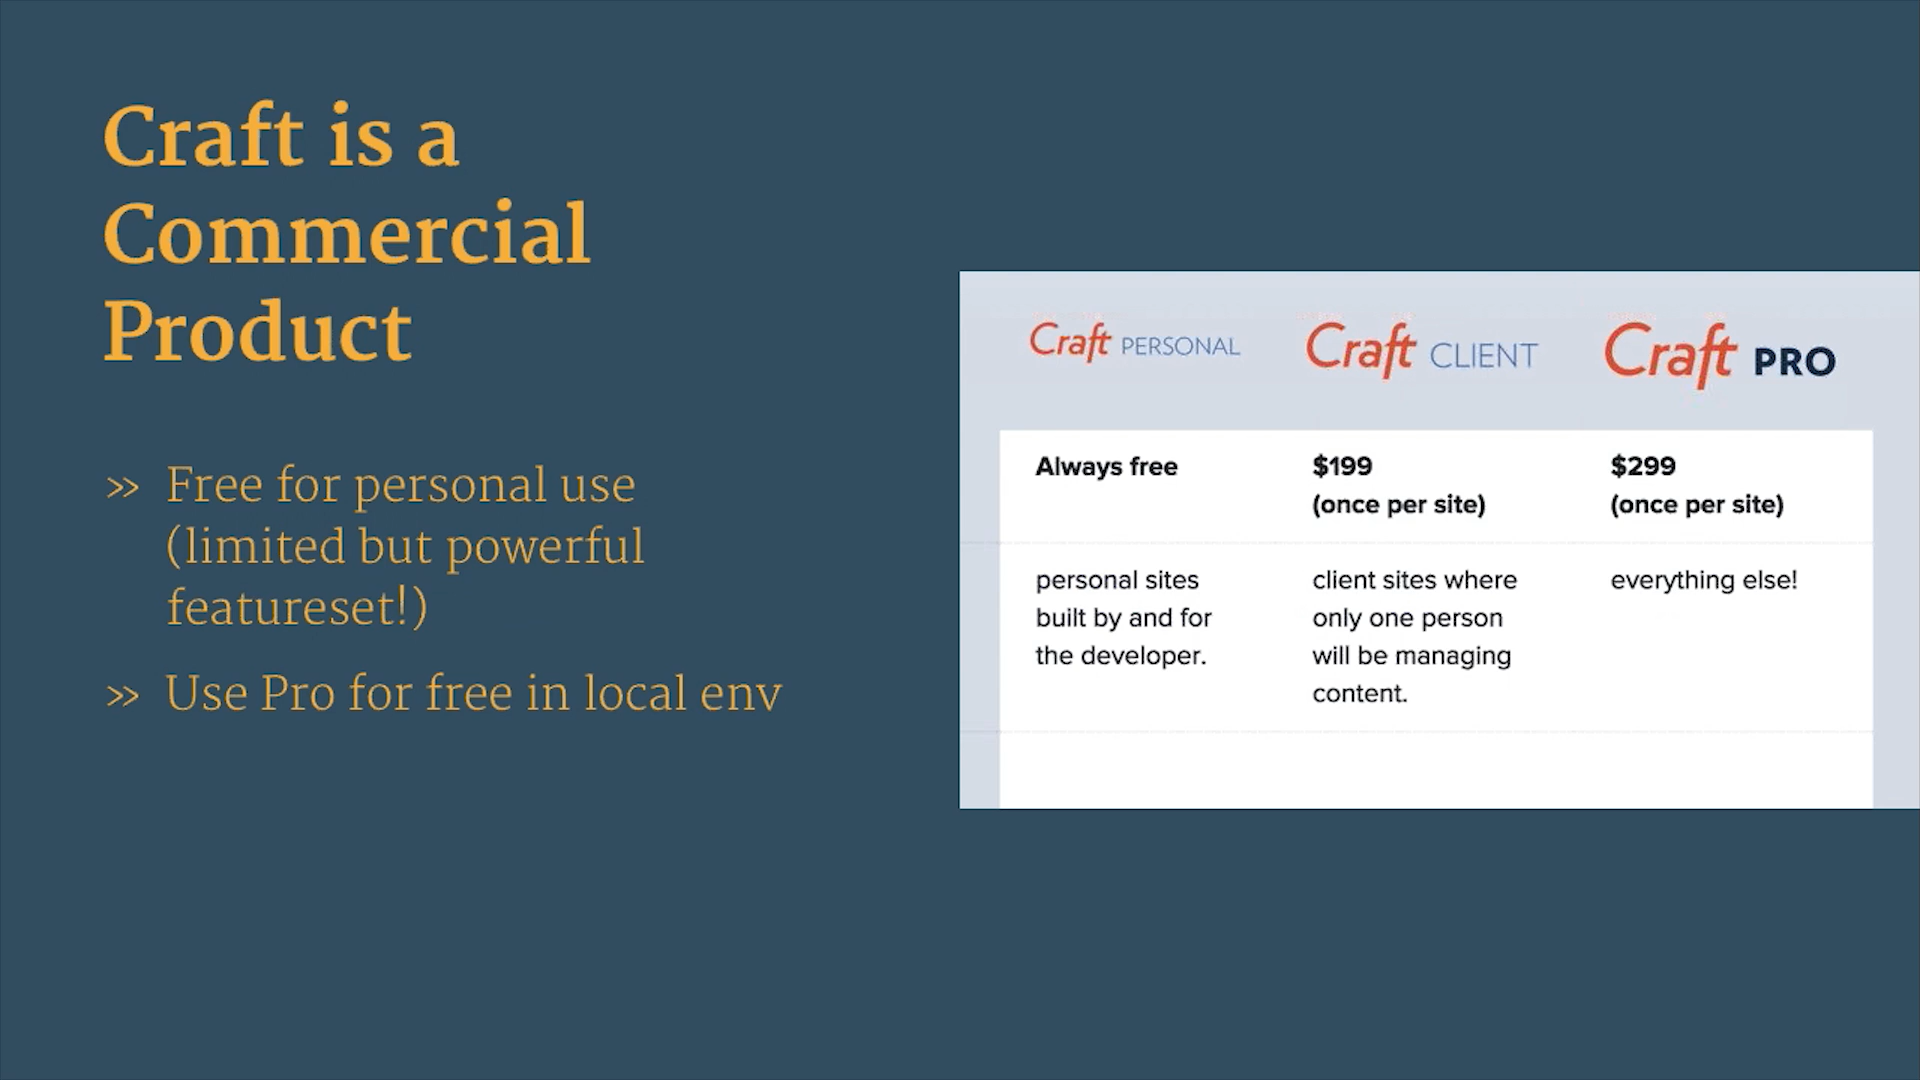 Craft is a
Commercial
Product
» Free for personal use
(limited but powerful
featureset!)
» Use Pro for free in local env
Craft PERSONAL
Craft CLIENT
Craft PRO
Always free
$199
(once per site)
$299
(once per site)
personal sites
built by and for
the developer.
client sites where
only one person
will be managing
content.
everything else!